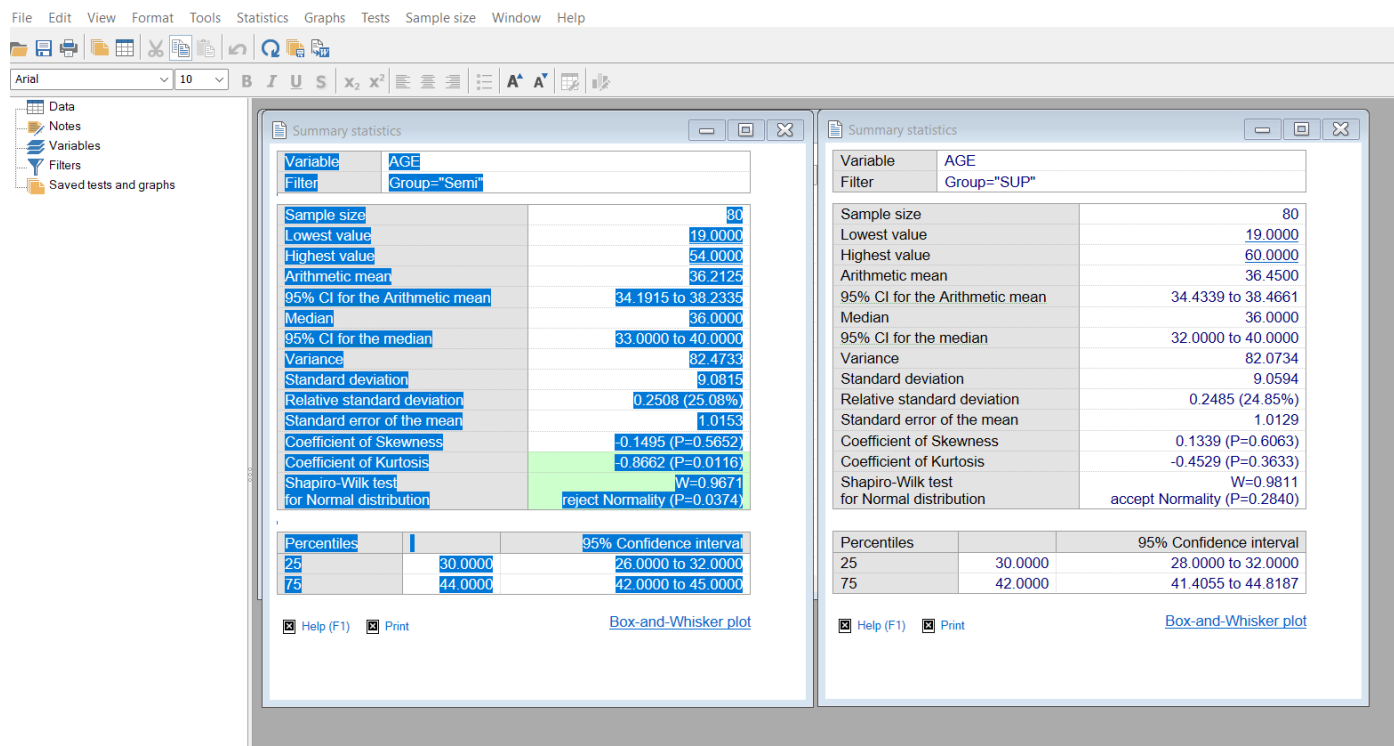 File Edit View Format Tools Statistics Graphs Tests Sample size Window Help
Arial 10 B I U S x₂ x² A A
Data
Notes
Variables
Filters
Saved tests and graphs
Summary statistics
Variable AGE
Filter Group="Semi"
Sample size 80
Lowest value 19.0000
Highest value 54.0000
Arithmetic mean 36.2125
95% CI for the Arithmetic mean 34.1915 to 38.2335
Median 36.0000
95% CI for the median 33.0000 to 40.0000
Variance 82.4733
Standard deviation 9.0815
Relative standard deviation 0.2508 (25.08%)
Standard error of the mean 1.0153
Coefficient of Skewness -0.1495 (P=0.5652)
Coefficient of Kurtosis -0.8662 (P=0.0116)
Shapiro-Wilk test W=0.9671
for Normal distribution reject Normality (P=0.0374)
Percentiles 95% Confidence interval
25 30.0000 26.0000 to 32.0000
75 44.0000 42.0000 to 45.0000
Help (F1) Print Box-and-Whisker plot
Summary statistics
Variable AGE
Filter Group="SUP"
Sample size 80
Lowest value 19.0000
Highest value 60.0000
Arithmetic mean 36.4500
95% CI for the Arithmetic mean 34.4339 to 38.4661
Median 36.0000
95% CI for the median 32.0000 to 40.0000
Variance 82.0734
Standard deviation 9.0594
Relative standard deviation 0.2485 (24.85%)
Standard error of the mean 1.0129
Coefficient of Skewness 0.1339 (P=0.6063)
Coefficient of Kurtosis -0.4529 (P=0.3633)
Shapiro-Wilk test W=0.9811
for Normal distribution accept Normality (P=0.2840)
Percentiles 95% Confidence interval
25 30.0000 28.0000 to 32.0000
75 42.0000 41.4055 to 44.8187
Help (F1) Print Box-and-Whisker plot